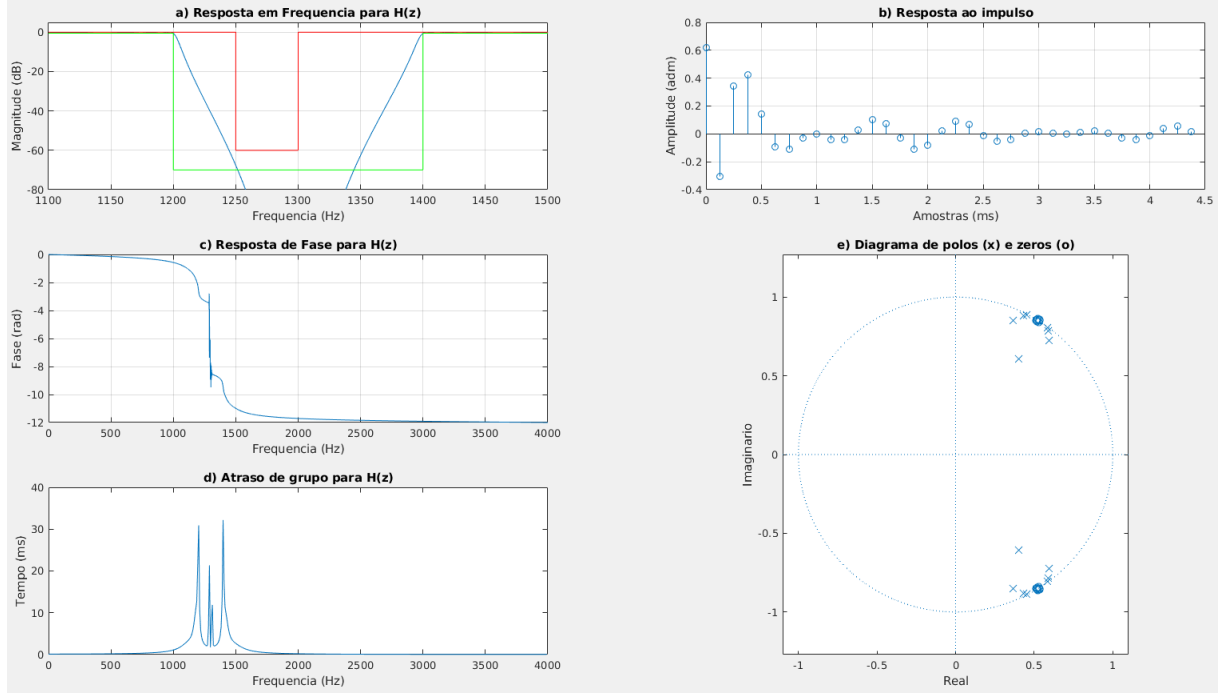 a) Resposta em Frequencia para H(z)
Magnitude (dB)
0
-20
-40
-60
-80
1100 1150 1200 1250 1300 1350 1400 1450 1500
Frequencia (Hz)
b) Resposta ao impulso
Amplitude (adm)
0.8
0.6
0.4
0.2
0
-0.2
-0.4
0 0.5 1 1.5 2 2.5 3 3.5 4 4.5
Amostras (ms)
c) Resposta de Fase para H(z)
Fase (rad)
0
-2
-4
-6
-8
-10
-12
0 500 1000 1500 2000 2500 3000 3500 4000
Frequencia (Hz)
d) Atraso de grupo para H(z)
Tempo (ms)
40
30
20
10
0
0 500 1000 1500 2000 2500 3000 3500 4000
Frequencia (Hz)
e) Diagrama de polos (x) e zeros (o)
Imaginario
1
0.5
0
-0.5
-1
-1 -0.5 0 0.5 1
Real